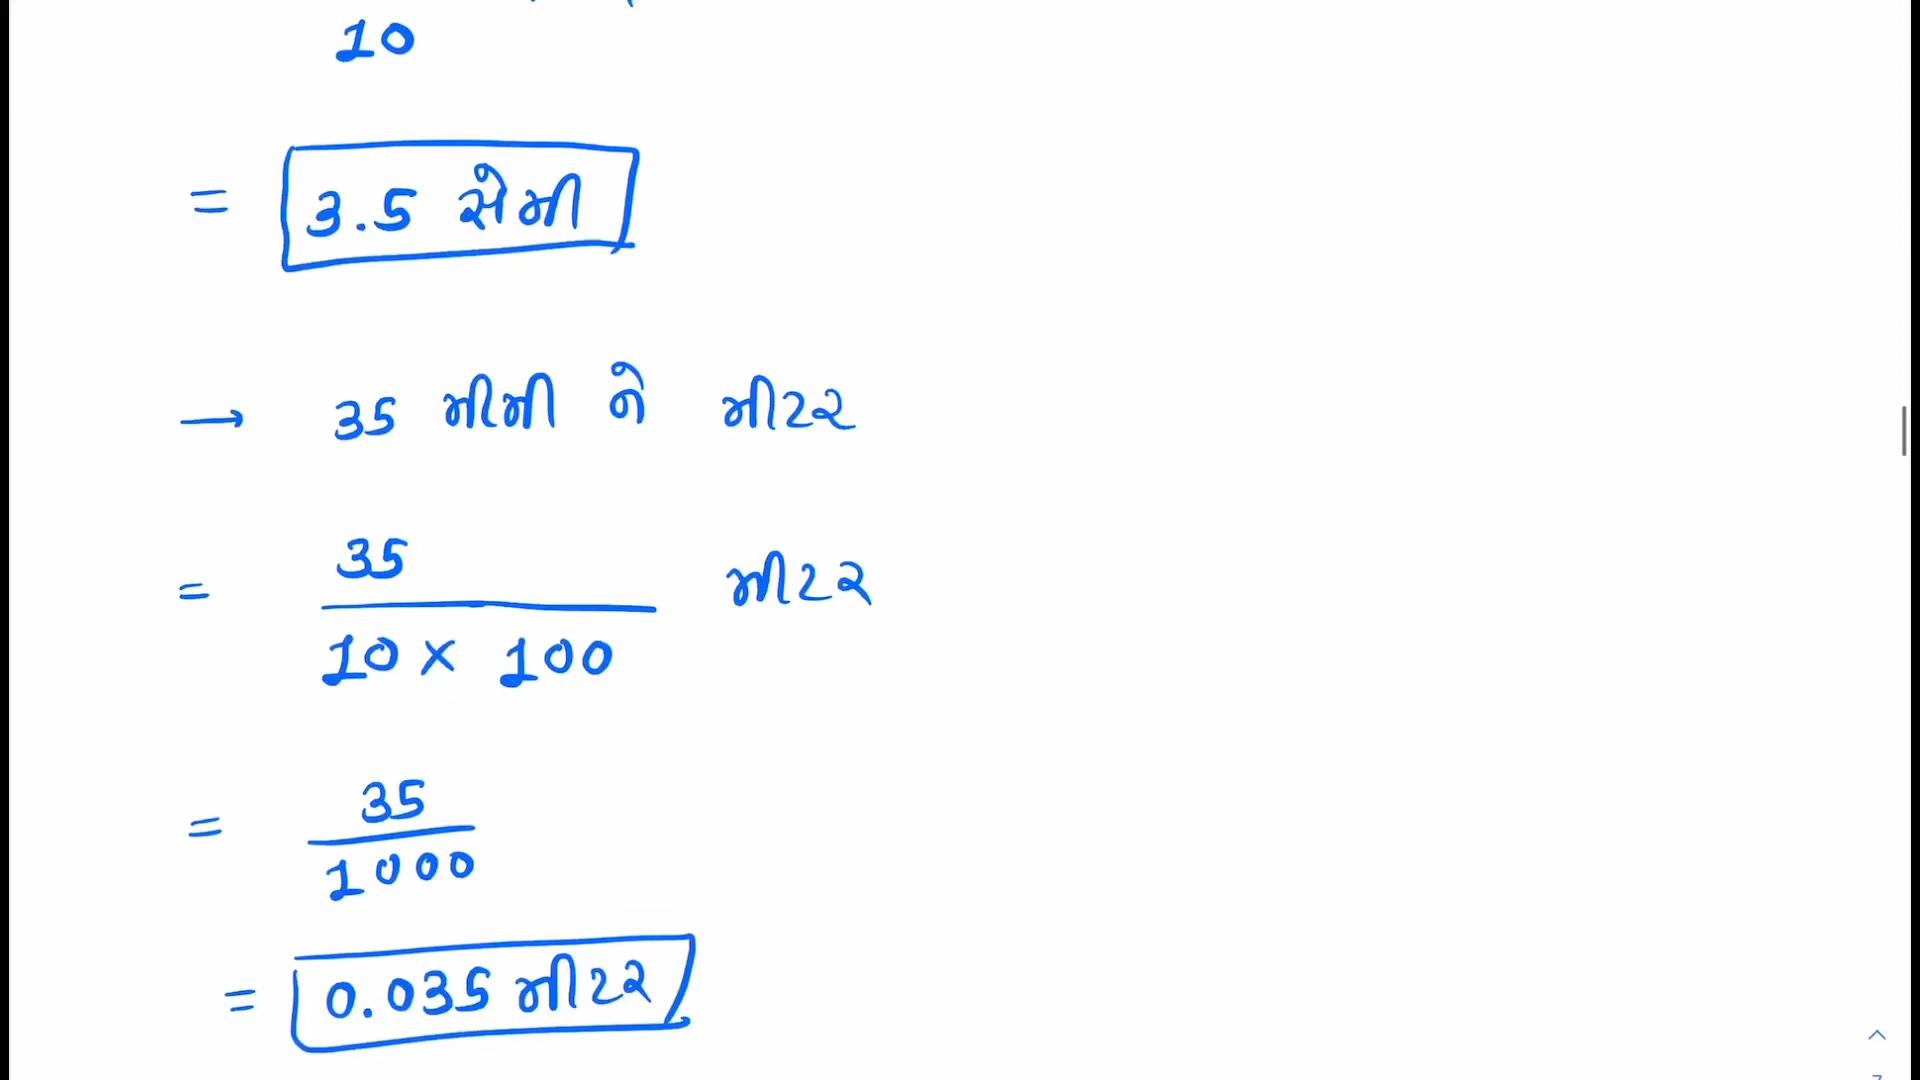 10
= 3.5 સેમી
→ 35 મીમી ને મીટર
= 35 / 10 × 100 મીટર
= 35 / 1000
= 0.035 મીટર